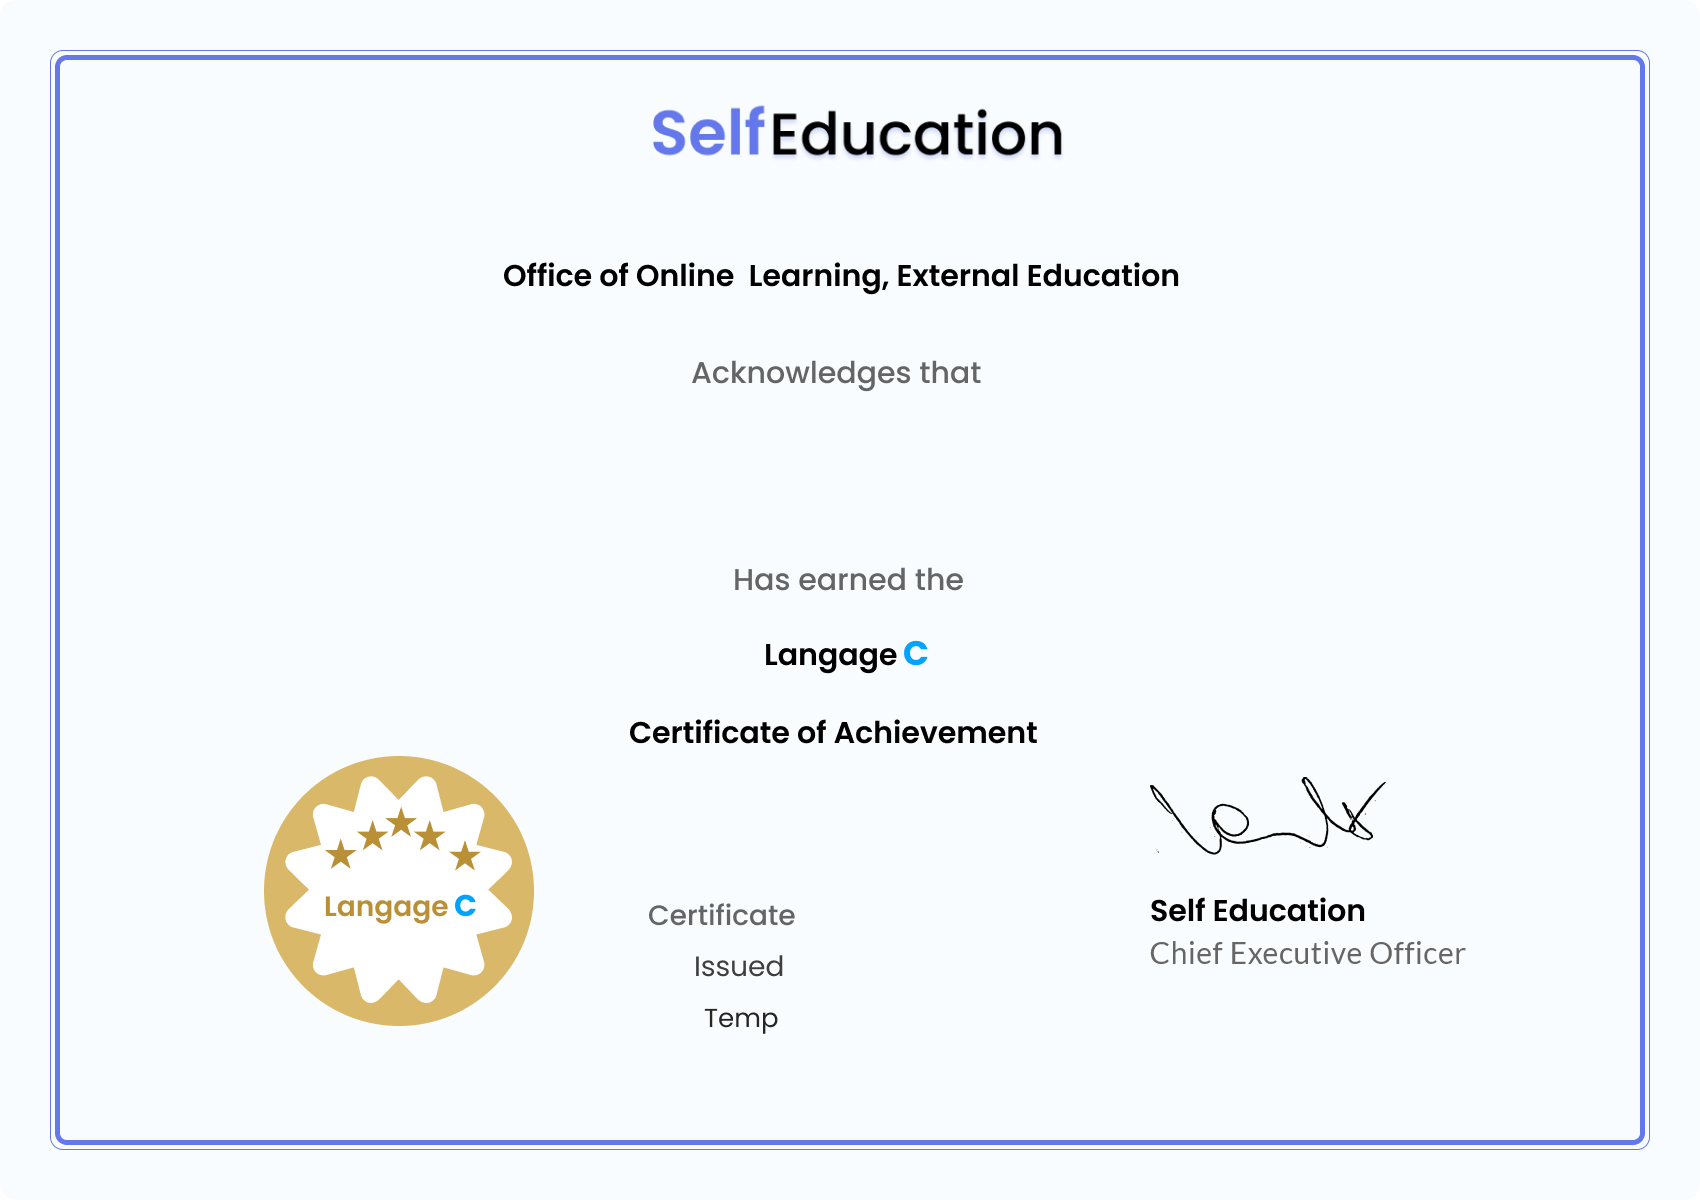 SelfEducation
Office of Online  Learning, External Education
Acknowledges that
Has earned the
Langage C
Certificate of Achievement
Langage C
Certificate
Issued
Temp
Self Education
Chief Executive Officer